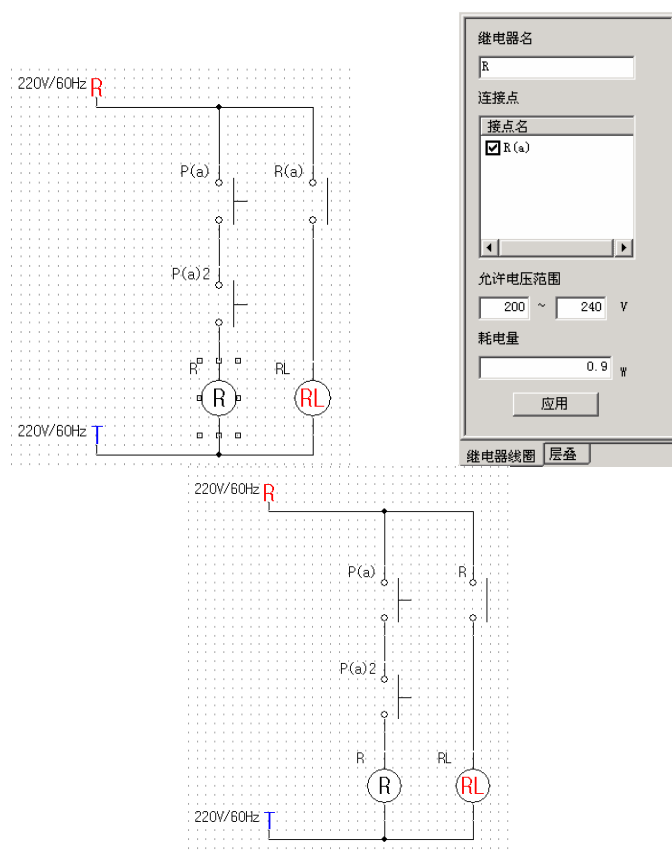 220V/60Hz R
P(a)
R(a)
P(a)2
R
RL
R
RL
220V/60Hz T
继电器名
R
连接点
接点名
R(a)
允许电压范围
200 ~ 240 V
耗电量
0.9 W
应用
继电器线圈 层叠
220V/60Hz R
P(a)
R
P(a)2
R
RL
R
RL
220V/60Hz T